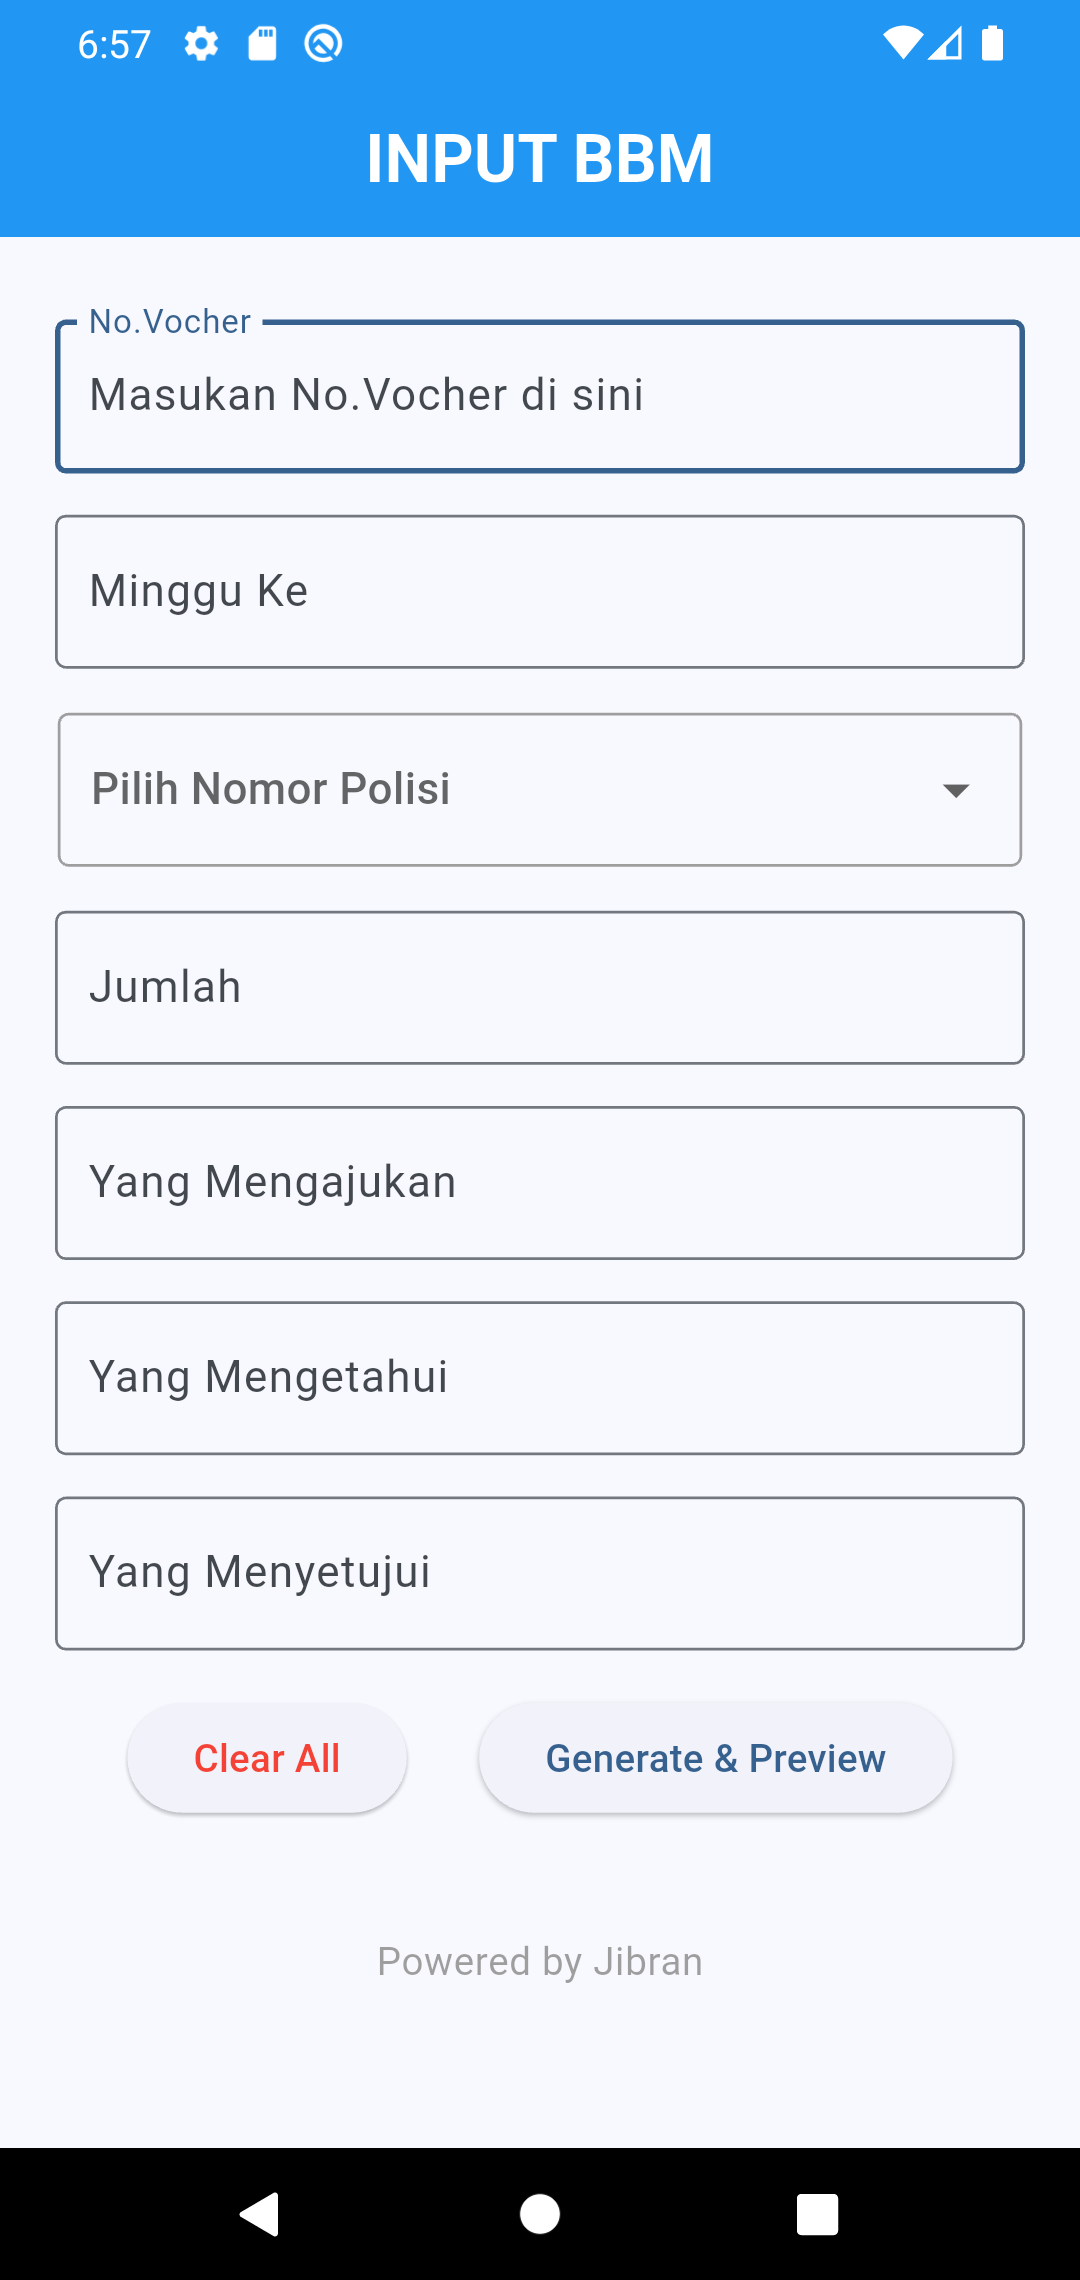 6:57
INPUT BBM
No.Vocher
Masukan No.Vocher di sini
Minggu Ke
Pilih Nomor Polisi
Jumlah
Yang Mengajukan
Yang Mengetahui
Yang Menyetujui
Clear All
Generate & Preview
Powered by Jibran